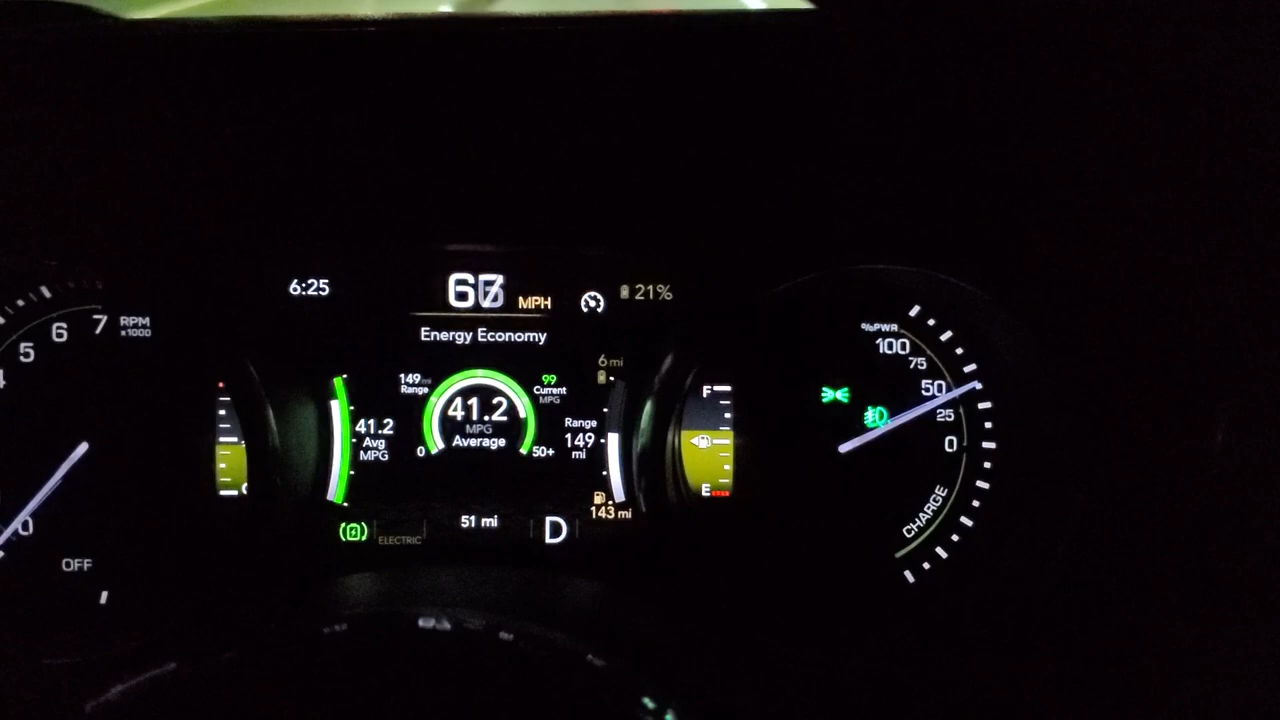 6:25
MPH
21%
Energy Economy
7
6
5
4
RPM
x1000
0
OFF
149 mi
Range
99
Current
MPG
41.2
MPG
Average
0
50+
41.2
Avg
MPG
6 mi
Range
149
mi
143 mi
ELECTRIC
51 mi
D
F
E
%PWR
100
75
50
25
0
CHARGE